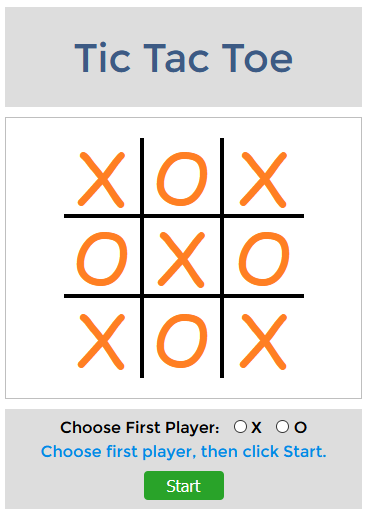 Tic Tac Toe
X O X
O X O
X O X
Choose First Player: X O
Choose first player, then click Start.
Start